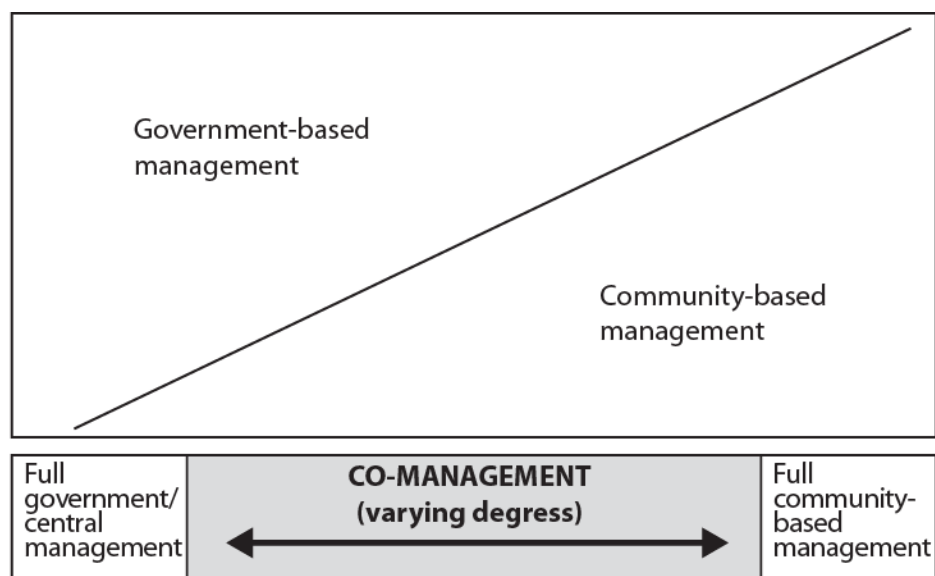 Government-based
management
Community-based
management
Full
government/
central
management
CO-MANAGEMENT
(varying degress)
Full
community-
based
management